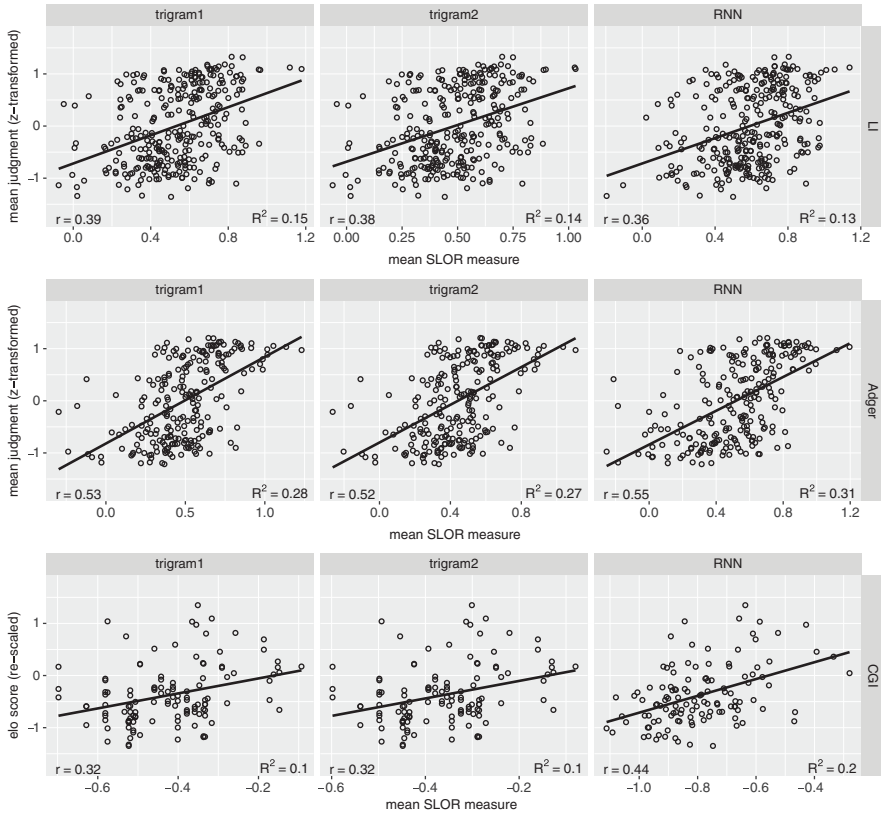 trigram1 trigram2 RNN
mean judgment (z-transformed)
1
0
−1
r = 0.39 R² = 0.15
r = 0.38 R² = 0.14
r = 0.36 R² = 0.13
LI
0.0 0.4 0.8 1.2
0.00 0.25 0.50 0.75 1.00
0.0 0.4 0.8 1.2
mean SLOR measure
trigram1 trigram2 RNN
mean judgment (z-transformed)
1
0
−1
r = 0.53 R² = 0.28
r = 0.52 R² = 0.27
r = 0.55 R² = 0.31
Adger
0.0 0.5 1.0
0.0 0.4 0.8
0.0 0.4 0.8 1.2
mean SLOR measure
trigram1 trigram2 RNN
elo score (re-scaled)
1
0
−1
r = 0.32 R² = 0.1
r = 0.32 R² = 0.1
r = 0.44 R² = 0.2
CGI
−0.6 −0.4 −0.2
−0.6 −0.4 −0.2
−1.0 −0.8 −0.6 −0.4
mean SLOR measure